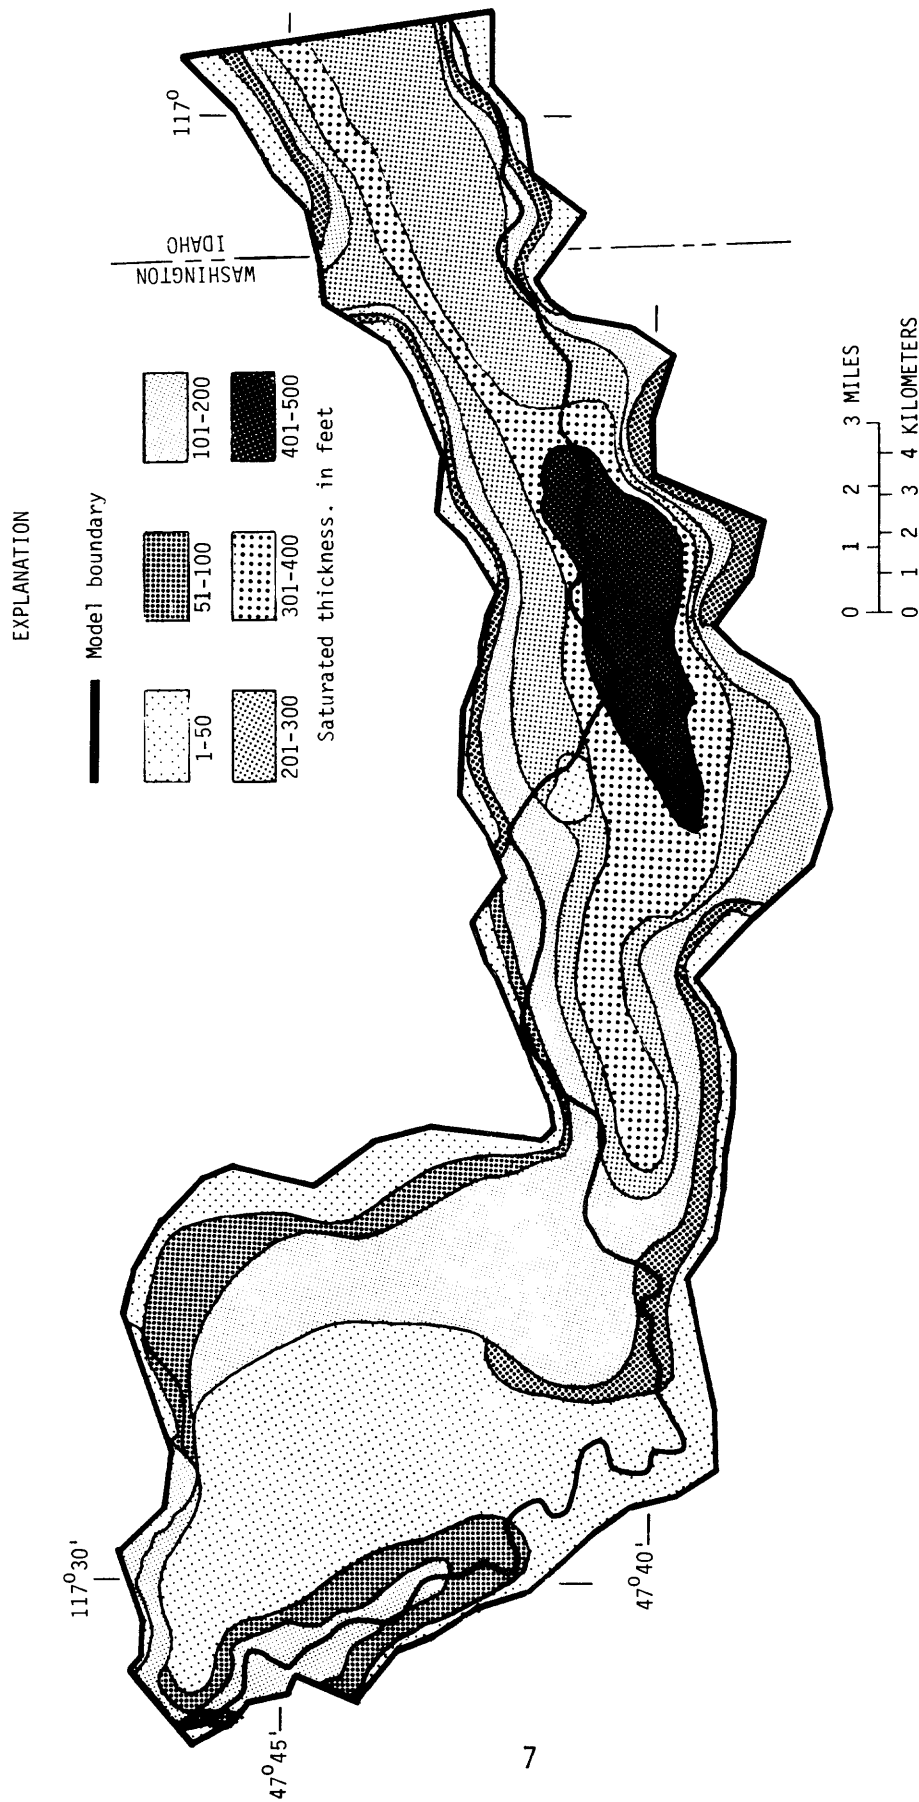 EXPLANATION
Model boundary
1-50
51-100
101-200
201-300
301-400
401-500
Saturated thickness. in feet
WASHINGTON
IDAHO
117°
117°30'
47°45'
47°40'
0 1 2 3 MILES
0 1 2 3 4 KILOMETERS
7